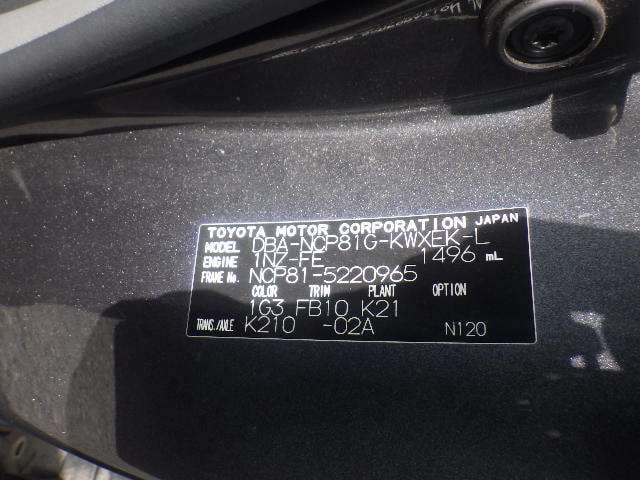 TOYOTA MOTOR CORPORATION JAPAN
MODEL DBA-NCP81G-KWXEK-L
ENGINE 1NZ-FE 1496 mL
FRAME No. NCP81-5220965
COLOR TRIM PLANT OPTION
1G3 FB10 K21
TRANS./AXLE K210 -02A N120